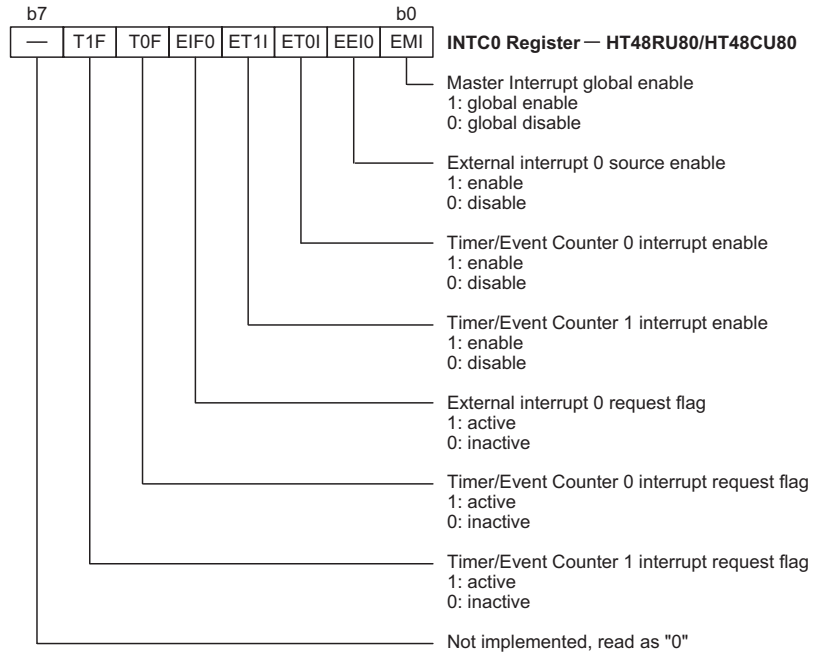 b7 b0
— T1F T0F EIF0 ET1I ET0I EEI0 EMI INTC0 Register — HT48RU80/HT48CU80
Master Interrupt global enable
1: global enable
0: global disable
External interrupt 0 source enable
1: enable
0: disable
Timer/Event Counter 0 interrupt enable
1: enable
0: disable
Timer/Event Counter 1 interrupt enable
1: enable
0: disable
External interrupt 0 request flag
1: active
0: inactive
Timer/Event Counter 0 interrupt request flag
1: active
0: inactive
Timer/Event Counter 1 interrupt request flag
1: active
0: inactive
Not implemented, read as "0"